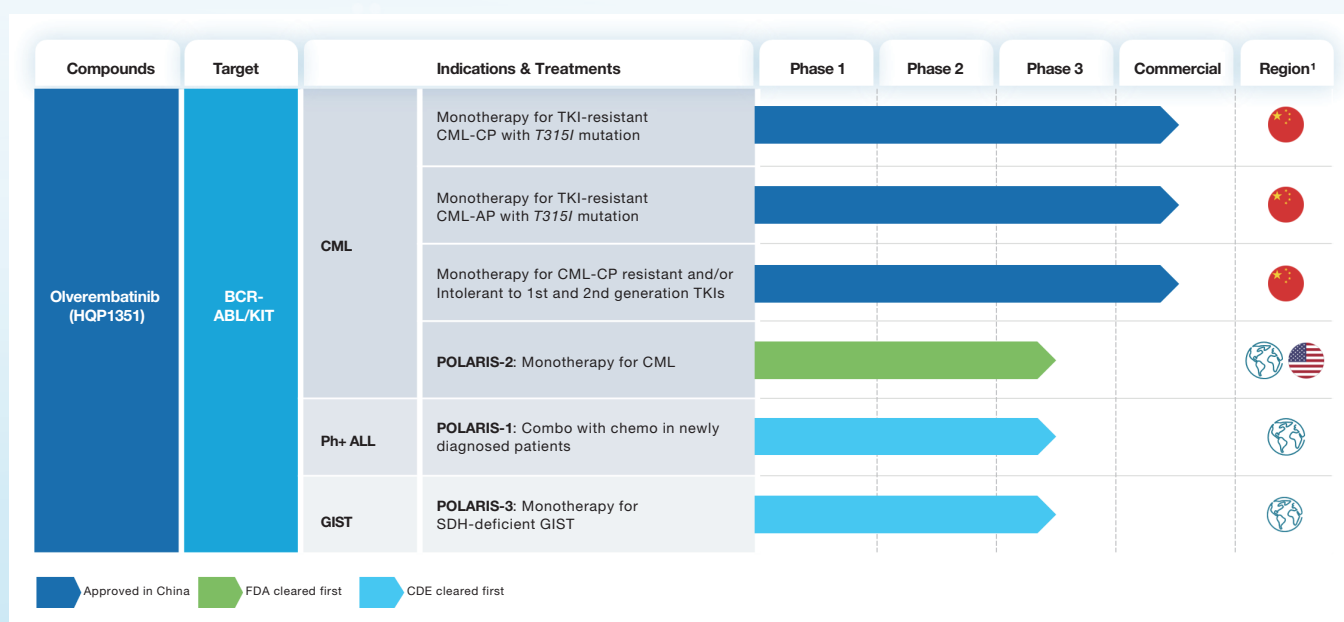 Compounds
Target
Indications & Treatments
Phase 1
Phase 2
Phase 3
Commercial
Region¹
Olverembatinib
(HQP1351)
BCR-
ABL/KIT
CML
Monotherapy for TKI-resistant
CML-CP with T315I mutation
Monotherapy for TKI-resistant
CML-AP with T315I mutation
Monotherapy for CML-CP resistant and/or
Intolerant to 1st and 2nd generation TKIs
POLARIS-2: Monotherapy for CML
Ph+ ALL
POLARIS-1: Combo with chemo in newly
diagnosed patients
GIST
POLARIS-3: Monotherapy for
SDH-deficient GIST
Approved in China
FDA cleared first
CDE cleared first